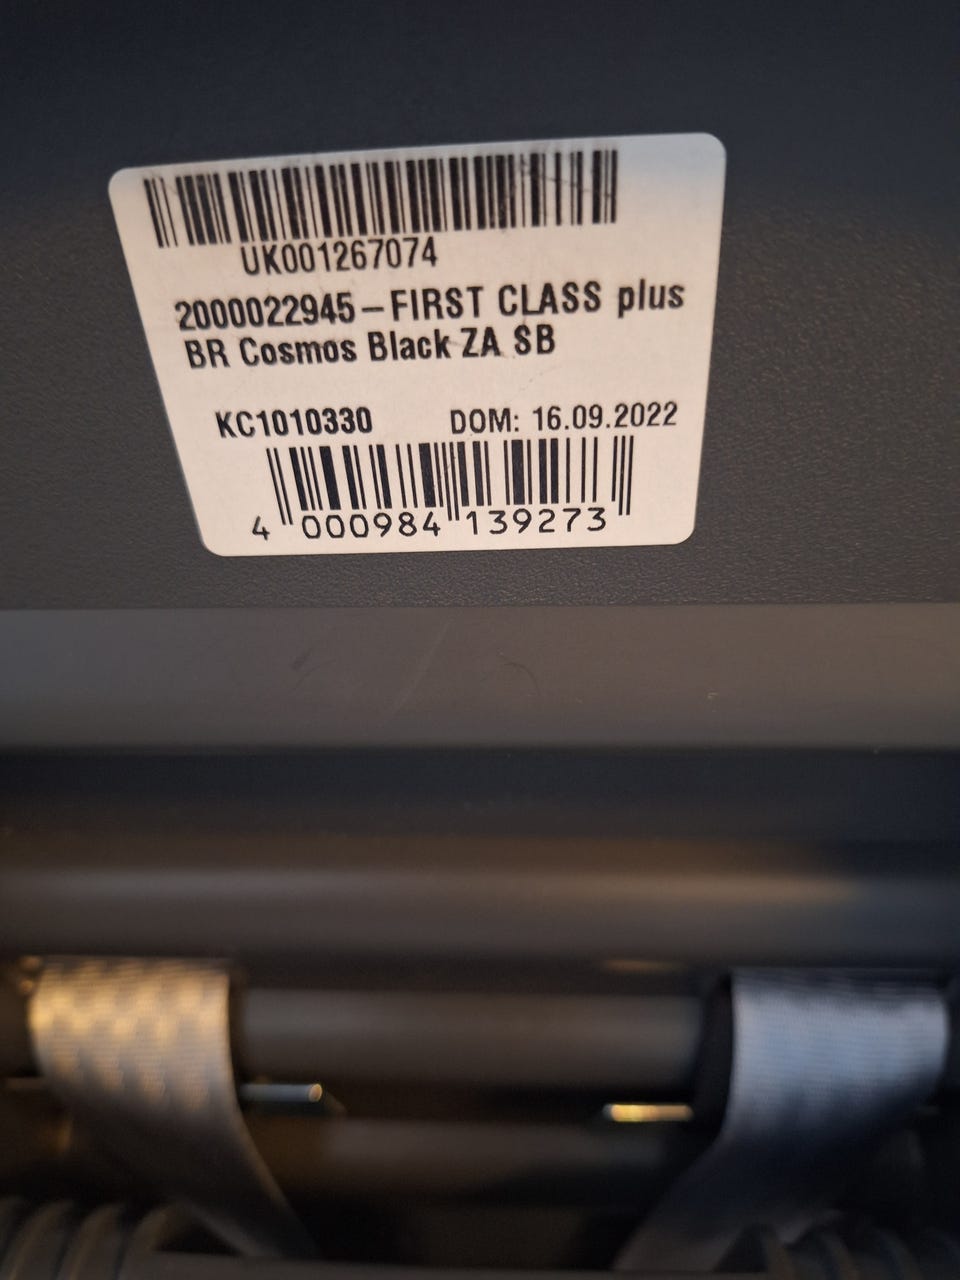 UK001267074
2000022945–FIRST CLASS plus
BR Cosmos Black ZA SB
KC1010330 DOM: 16.09.2022
4 000984 139273